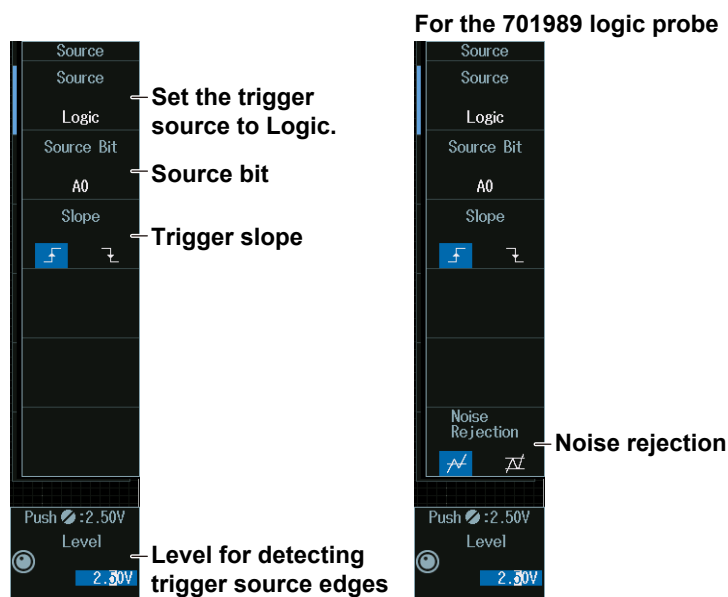 For the 701989 logic probe
Source
Source
Logic
Set the trigger
source to Logic.
Source Bit
A0
Source bit
Slope
Trigger slope
Push :2.50V
Level
2.50V
Level for detecting
trigger source edges
Source
Source
Logic
Source Bit
A0
Slope
Noise
Rejection
Noise rejection
Push :2.50V
Level
2.50V